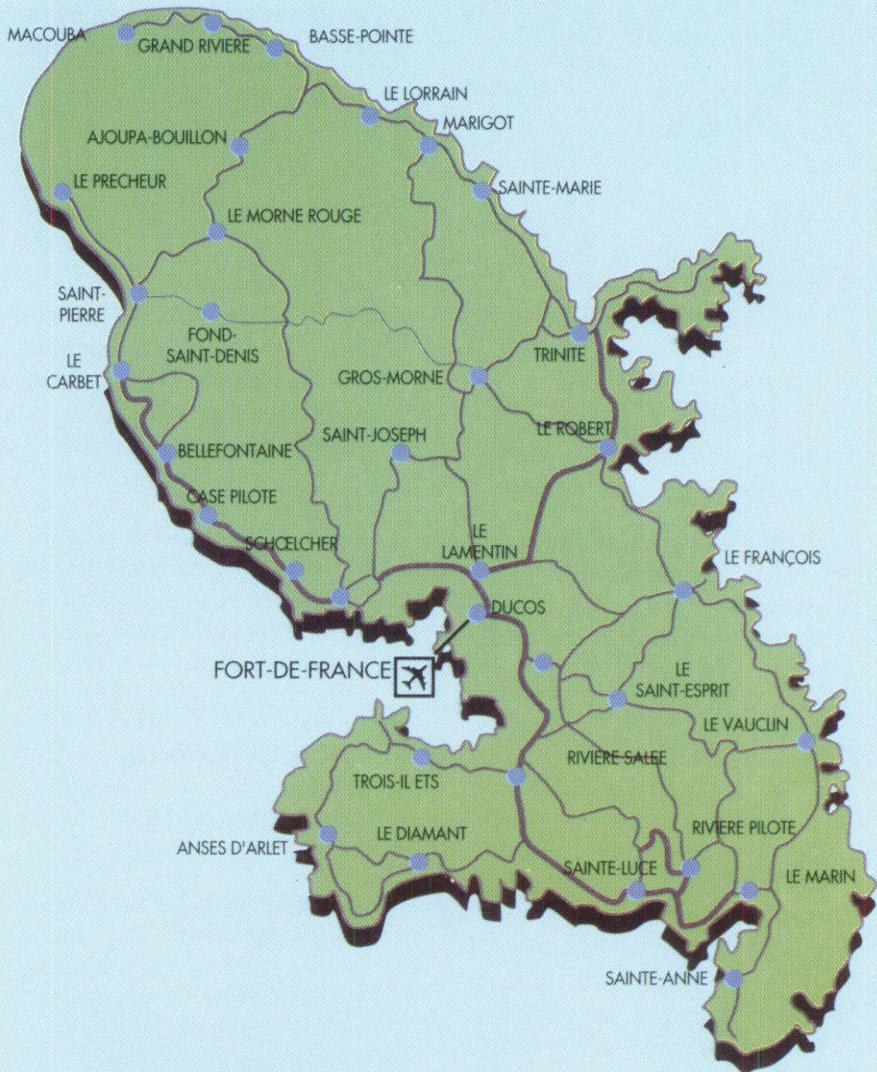 MACOUBA
GRAND RIVIERE
BASSE-POINTE
LE LORRAIN
AJOUPA-BOUILLON
MARIGOT
LE PRECHEUR
SAINTE-MARIE
LE MORNE ROUGE
SAINT-
PIERRE
FOND-
SAINT-DENIS
TRINITE
LE
CARBET
GROS-MORNE
SAINT-JOSEPH
LE ROBERT
BELLEFONTAINE
CASE PILOTE
SCHŒLCHER
LE
LAMENTIN
LE FRANÇOIS
DUCOS
FORT-DE-FRANCE
LE
SAINT-ESPRIT
LE VAUCLIN
RIVIERE SALEE
TROIS-IL ETS
RIVIERE PILOTE
ANSES D'ARLET
LE DIAMANT
SAINTE-LUCE
LE MARIN
SAINTE-ANNE